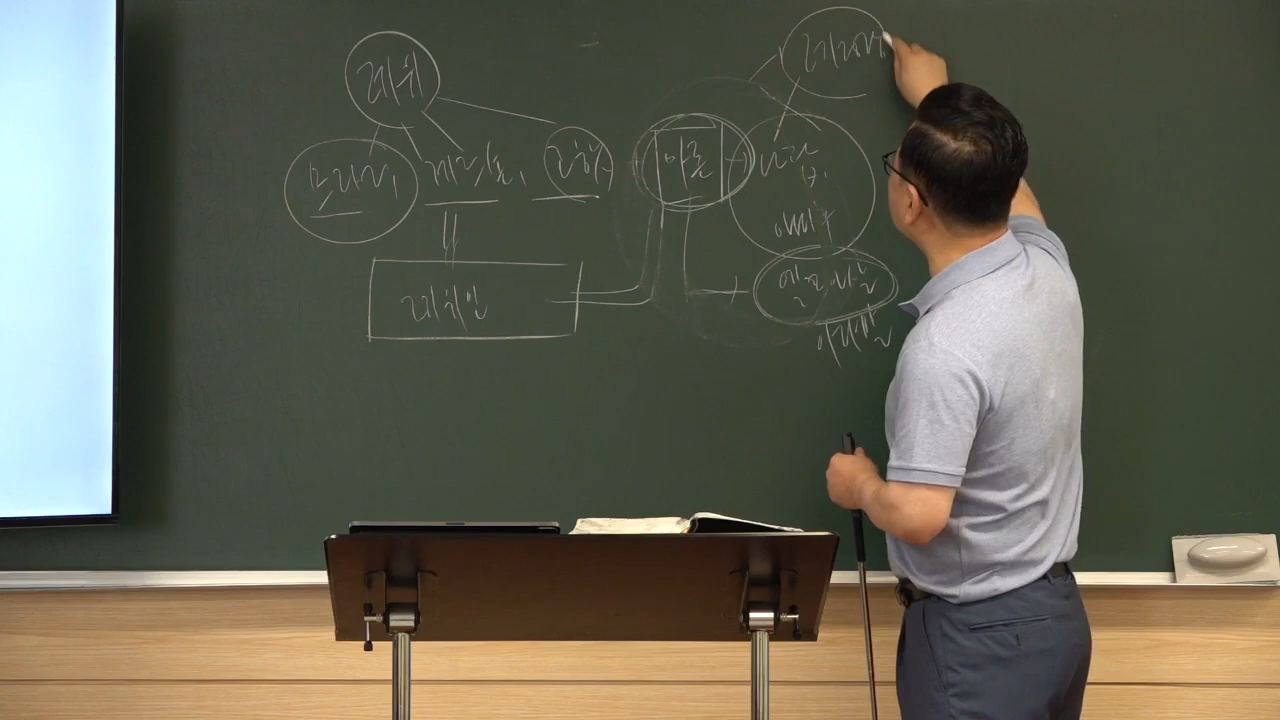 레위
므라리, 게르손, 고핫
아론
나답,
아비후
엘르아살
이다말
레위인